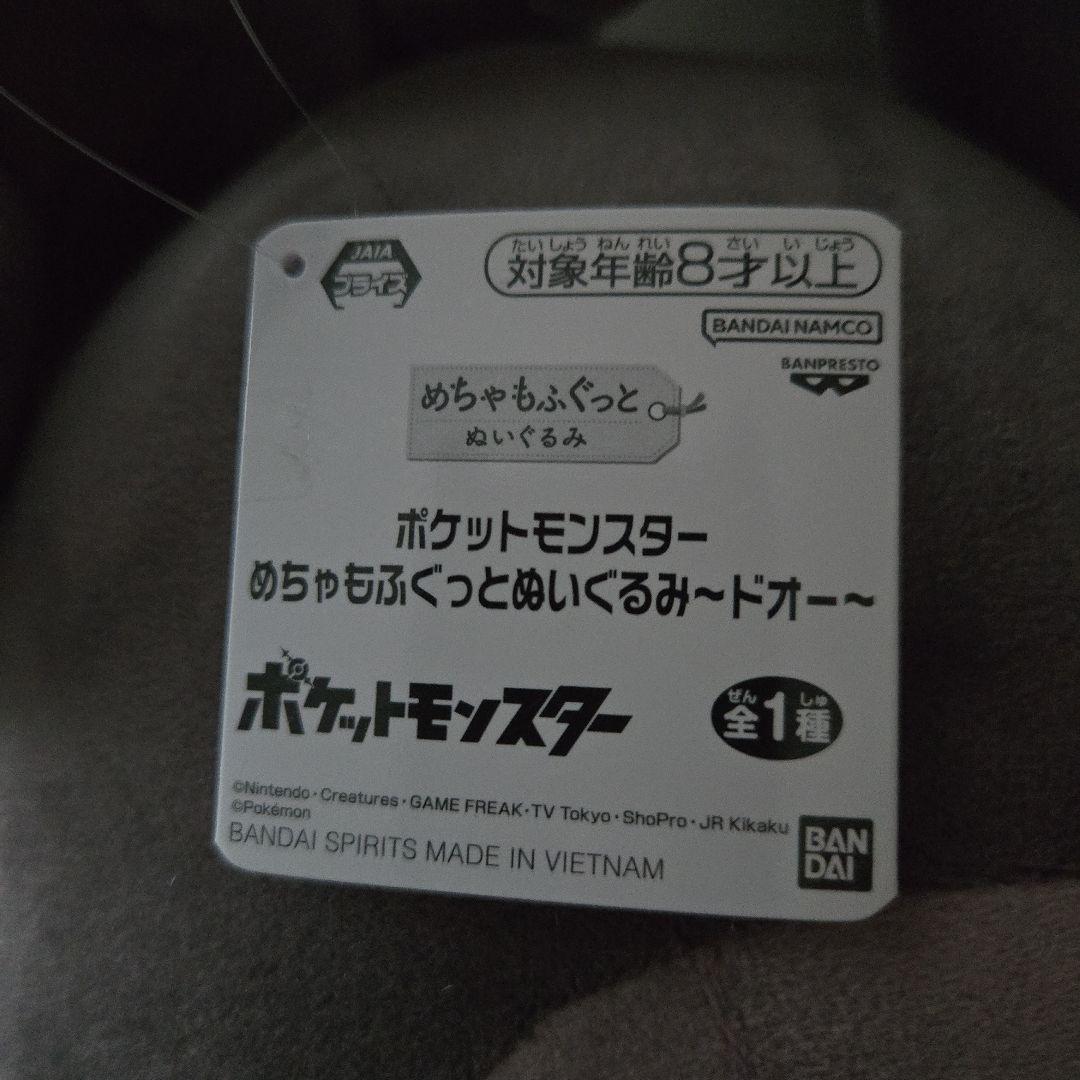 JAIA
プライズ
たいしょうねんれい さいいじょう
対象年齢8才以上
BANDAI NAMCO
BANPRESTO
めちゃもふぐっと
ぬいぐるみ
ポケットモンスター
めちゃもふぐっとぬいぐるみ〜ドオー〜
ポケットモンスター
ぜん しゅ
全1種
©Nintendo・Creatures・GAME FREAK・TV Tokyo・ShoPro・JR Kikaku
©Pokémon
BANDAI SPIRITS MADE IN VIETNAM
BAN
DAI